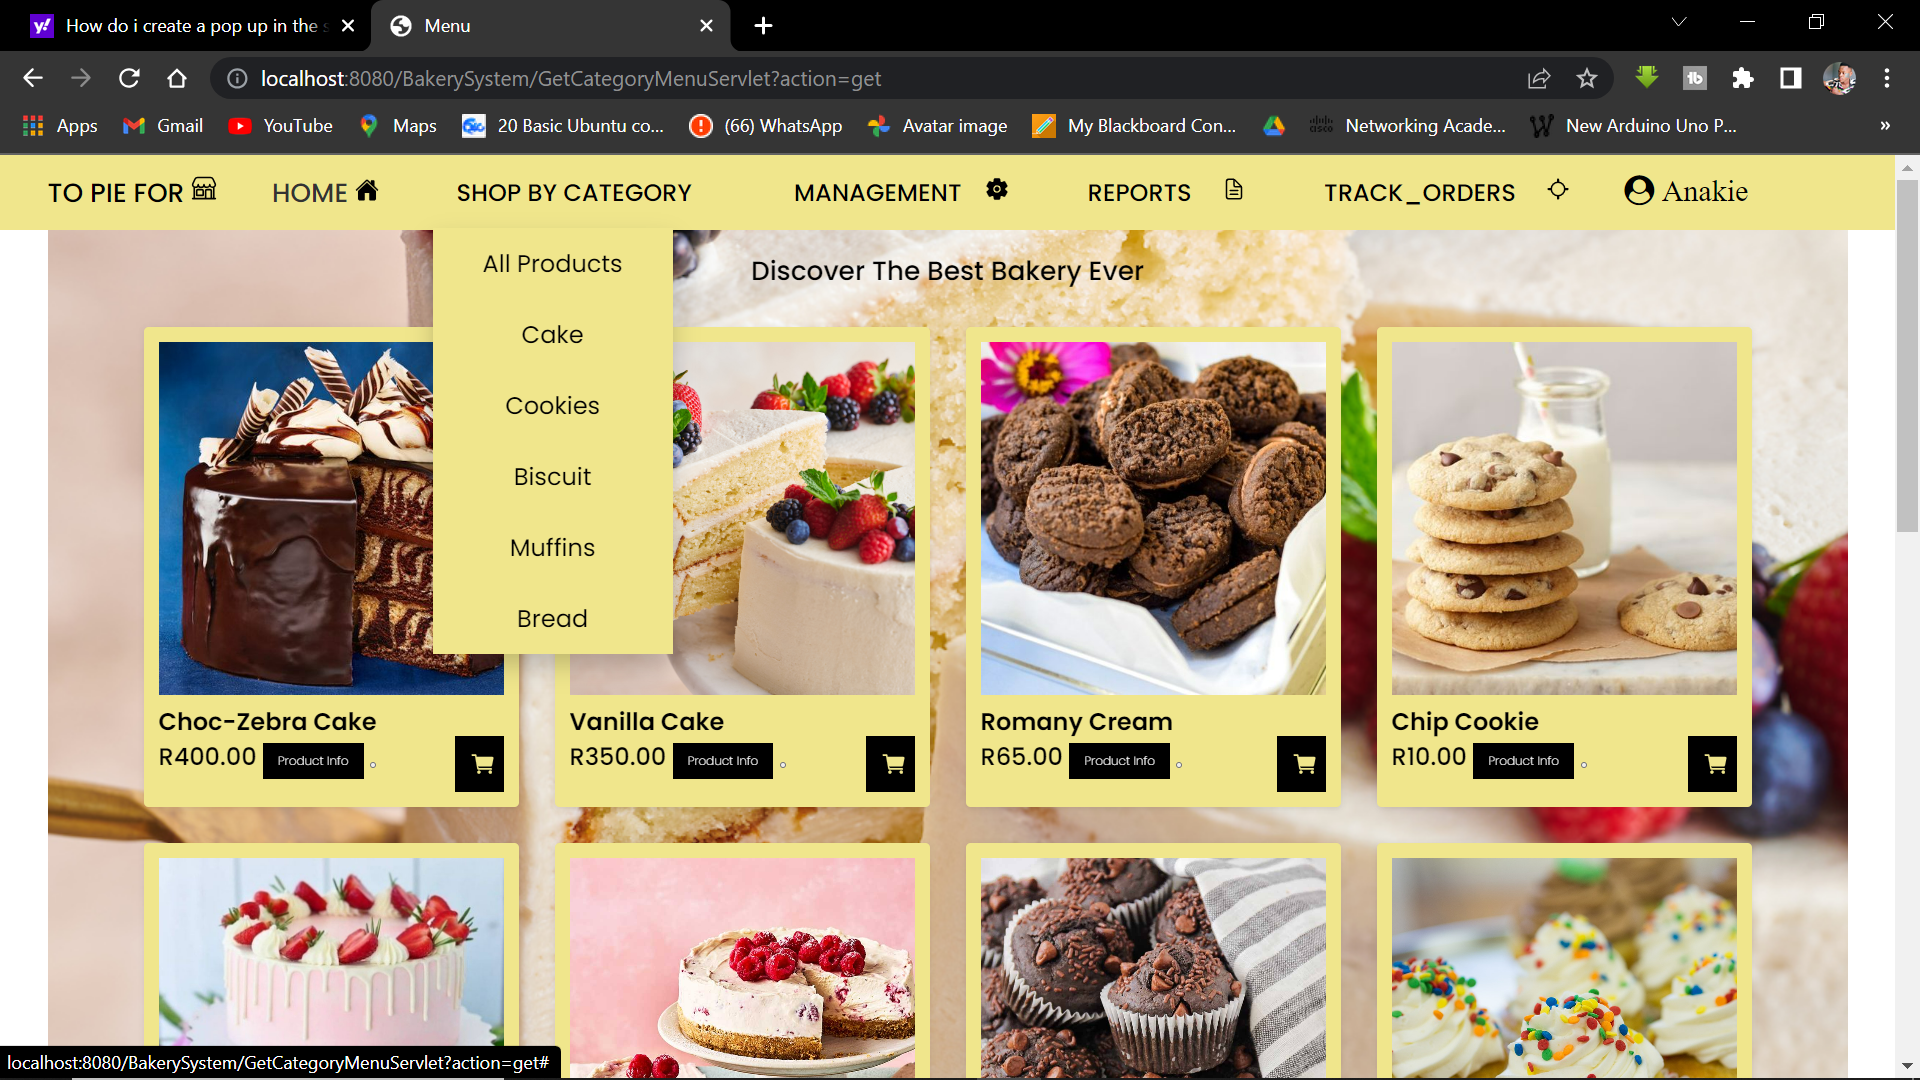 y! How do i create a pop up in the s
Menu
localhost:8080/BakerySystem/GetCategoryMenuServlet?action=get
Apps
Gmail
YouTube
Maps
20 Basic Ubuntu co...
(66) WhatsApp
Avatar image
My Blackboard Con...
Networking Acade...
New Arduino Uno P...
»
TO PIE FOR
HOME
SHOP BY CATEGORY
MANAGEMENT
REPORTS
TRACK_ORDERS
Anakie
All Products
Cake
Cookies
Biscuit
Muffins
Bread
Discover The Best Bakery Ever
Choc-Zebra Cake
R400.00 Product Info
Vanilla Cake
R350.00 Product Info
Romany Cream
R65.00 Product Info
Chip Cookie
R10.00 Product Info
localhost:8080/BakerySystem/GetCategoryMenuServlet?action=get#